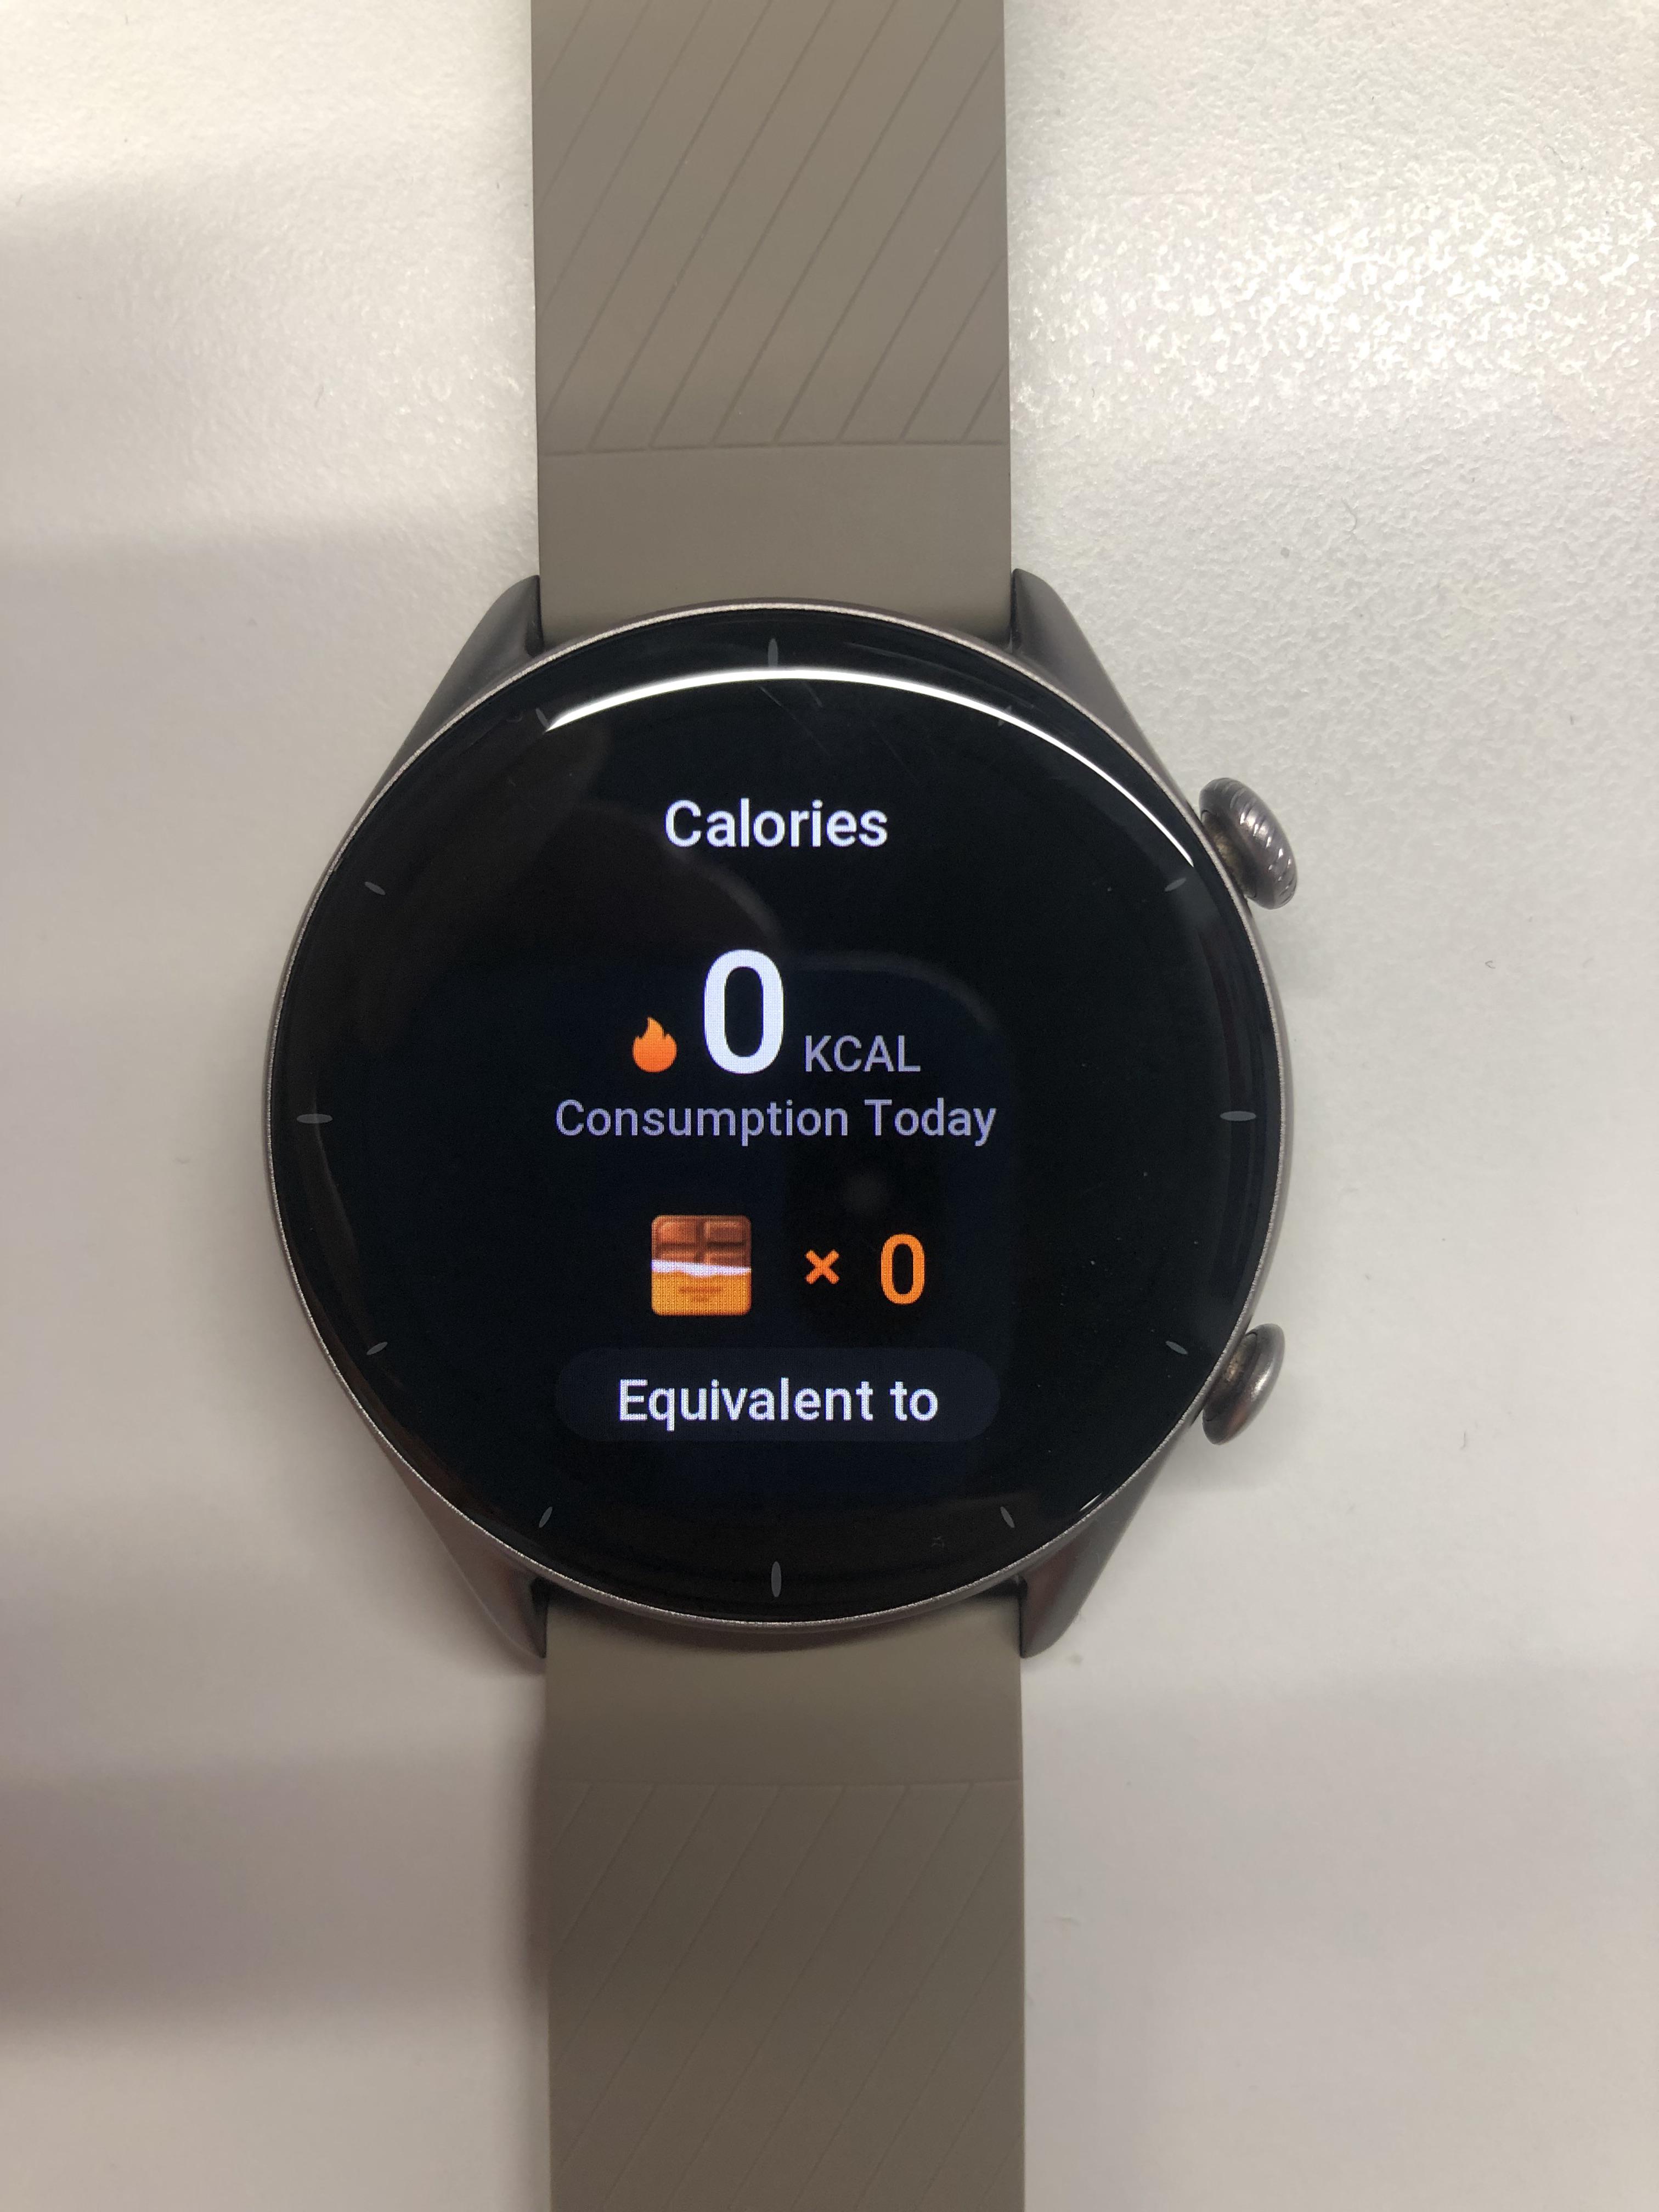 Calories
0 KCAL
Consumption Today
× 0
Equivalent to